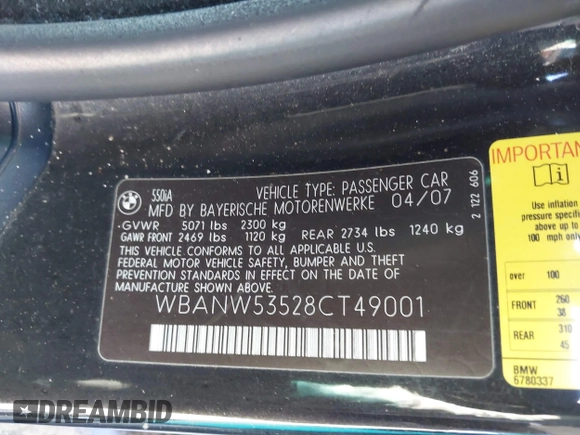 BMW
550iA
VEHICLE TYPE: PASSENGER CAR
MFD BY BAYERISCHE MOTORENWERKE 04/07
GVWR 5071 lbs 2300 kg
GAWR FRONT 2469 lbs 1120 kg REAR 2734 lbs 1240 kg
THIS VEHICLE CONFORMS TO ALL APPLICABLE U.S.
FEDERAL MOTOR VEHICLE SAFETY, BUMPER AND THEFT
PREVENTION STANDARDS IN EFFECT ON THE DATE OF
MANUFACTURE SHOWN ABOVE.
WBANW53528CT49001
2 122 606
IMPORTAN
Use inflation
pressure specifie
above up to
100 mph only
over 100
FRONT 260
38
REAR 310
45
BMW
6780337
DREAMBID